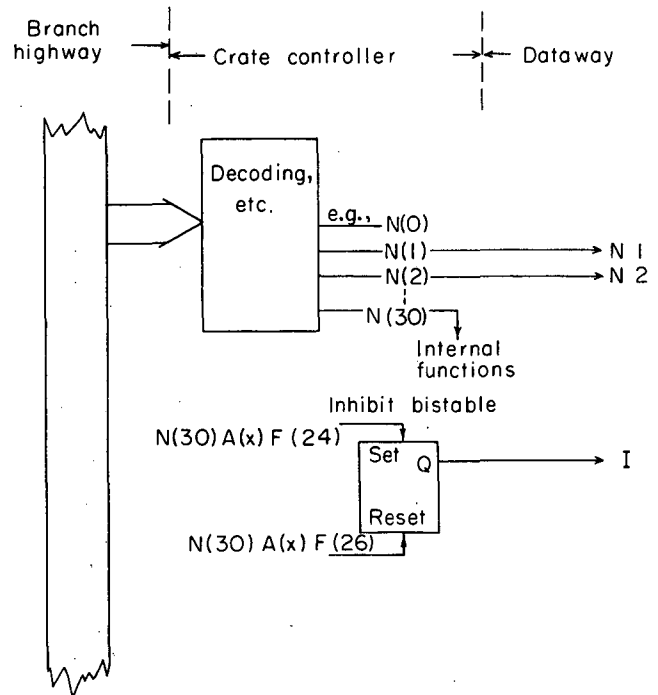 Branch highway
Crate controller
Dataway
Decoding, etc.
e.g., N(0)
N(1) N 1
N(2) N 2
N(30)
Internal functions
Inhibit bistable
N(30) A(x) F (24)
Set Q I
Reset
N(30) A(x) F (26)